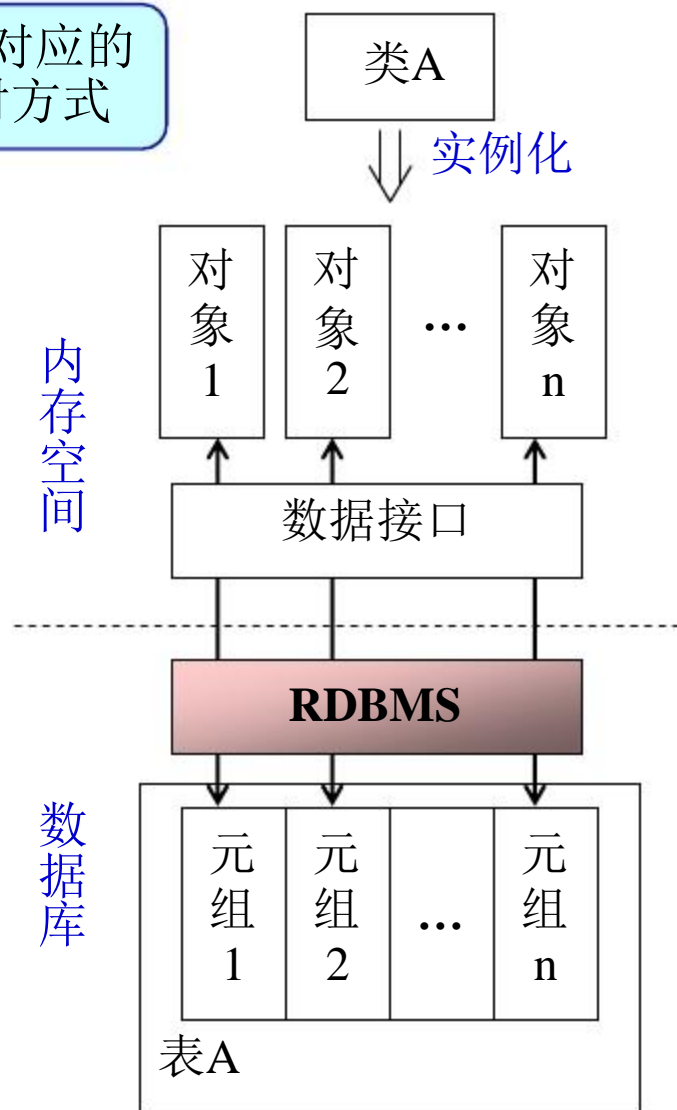 对应的
方式
类A
实例化
对象1
对象2
...
对象n
内存空间
数据接口
RDBMS
数据库
元组1
元组2
...
元组n
表A